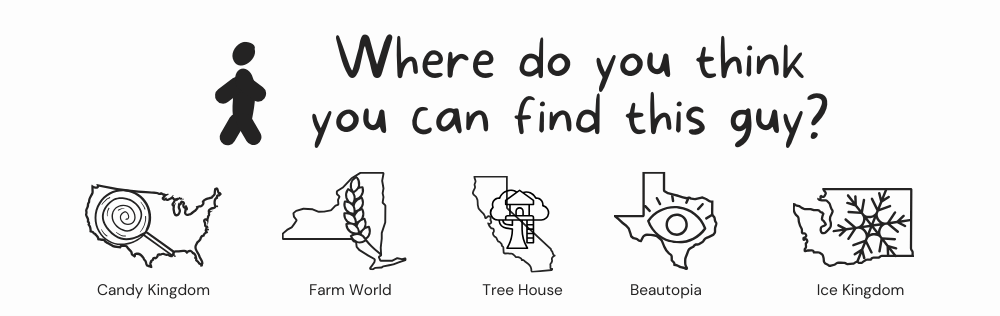 Where do you think
you can find this guy?
Candy Kingdom
Farm World
Tree House
Beautopia
Ice Kingdom